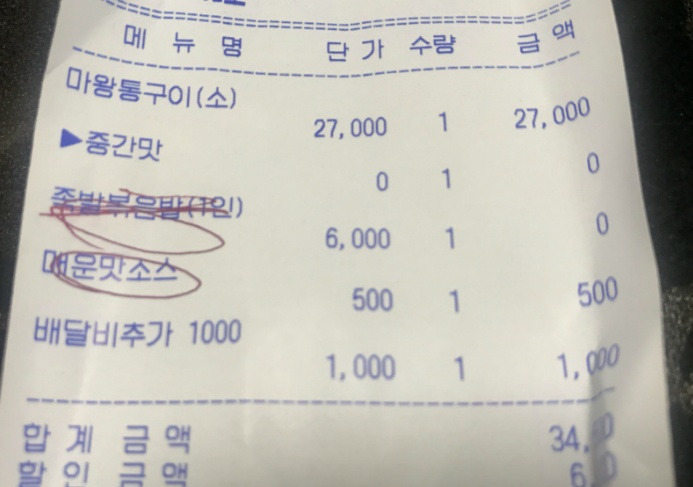 메 뉴 명 단 가 수량 금 액
마왕통구이(소)
27,000 1 27,000
▶중간맛
0 1 0
족발볶음밥(1인)
6,000 1 0
매운맛소스
500 1 500
배달비추가 1000
1,000 1 1,000
합 계 금 액
할 인 금 액